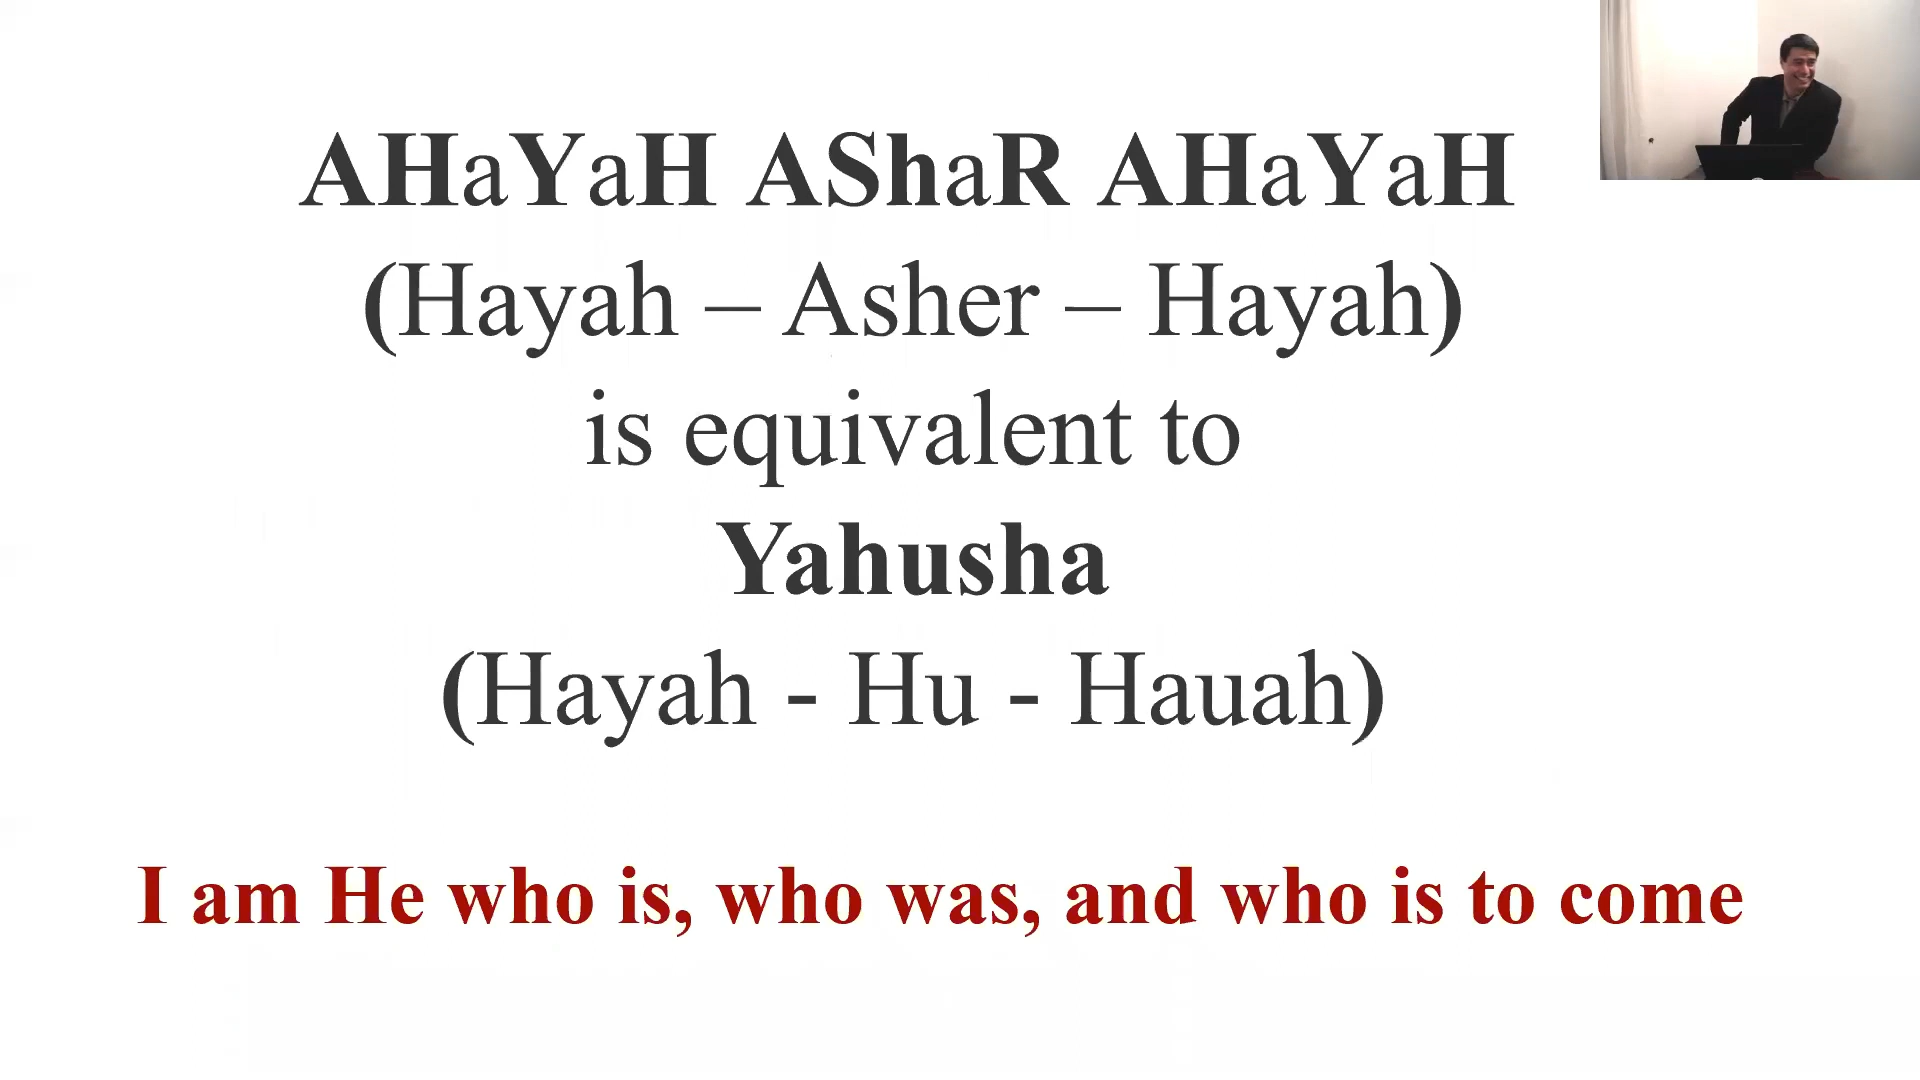 AHaYaH AShaR AHaYaH
(Hayah – Asher – Hayah)
is equivalent to
Yahusha
(Hayah - Hu - Hauah)
I am He who is, who was, and who is to come